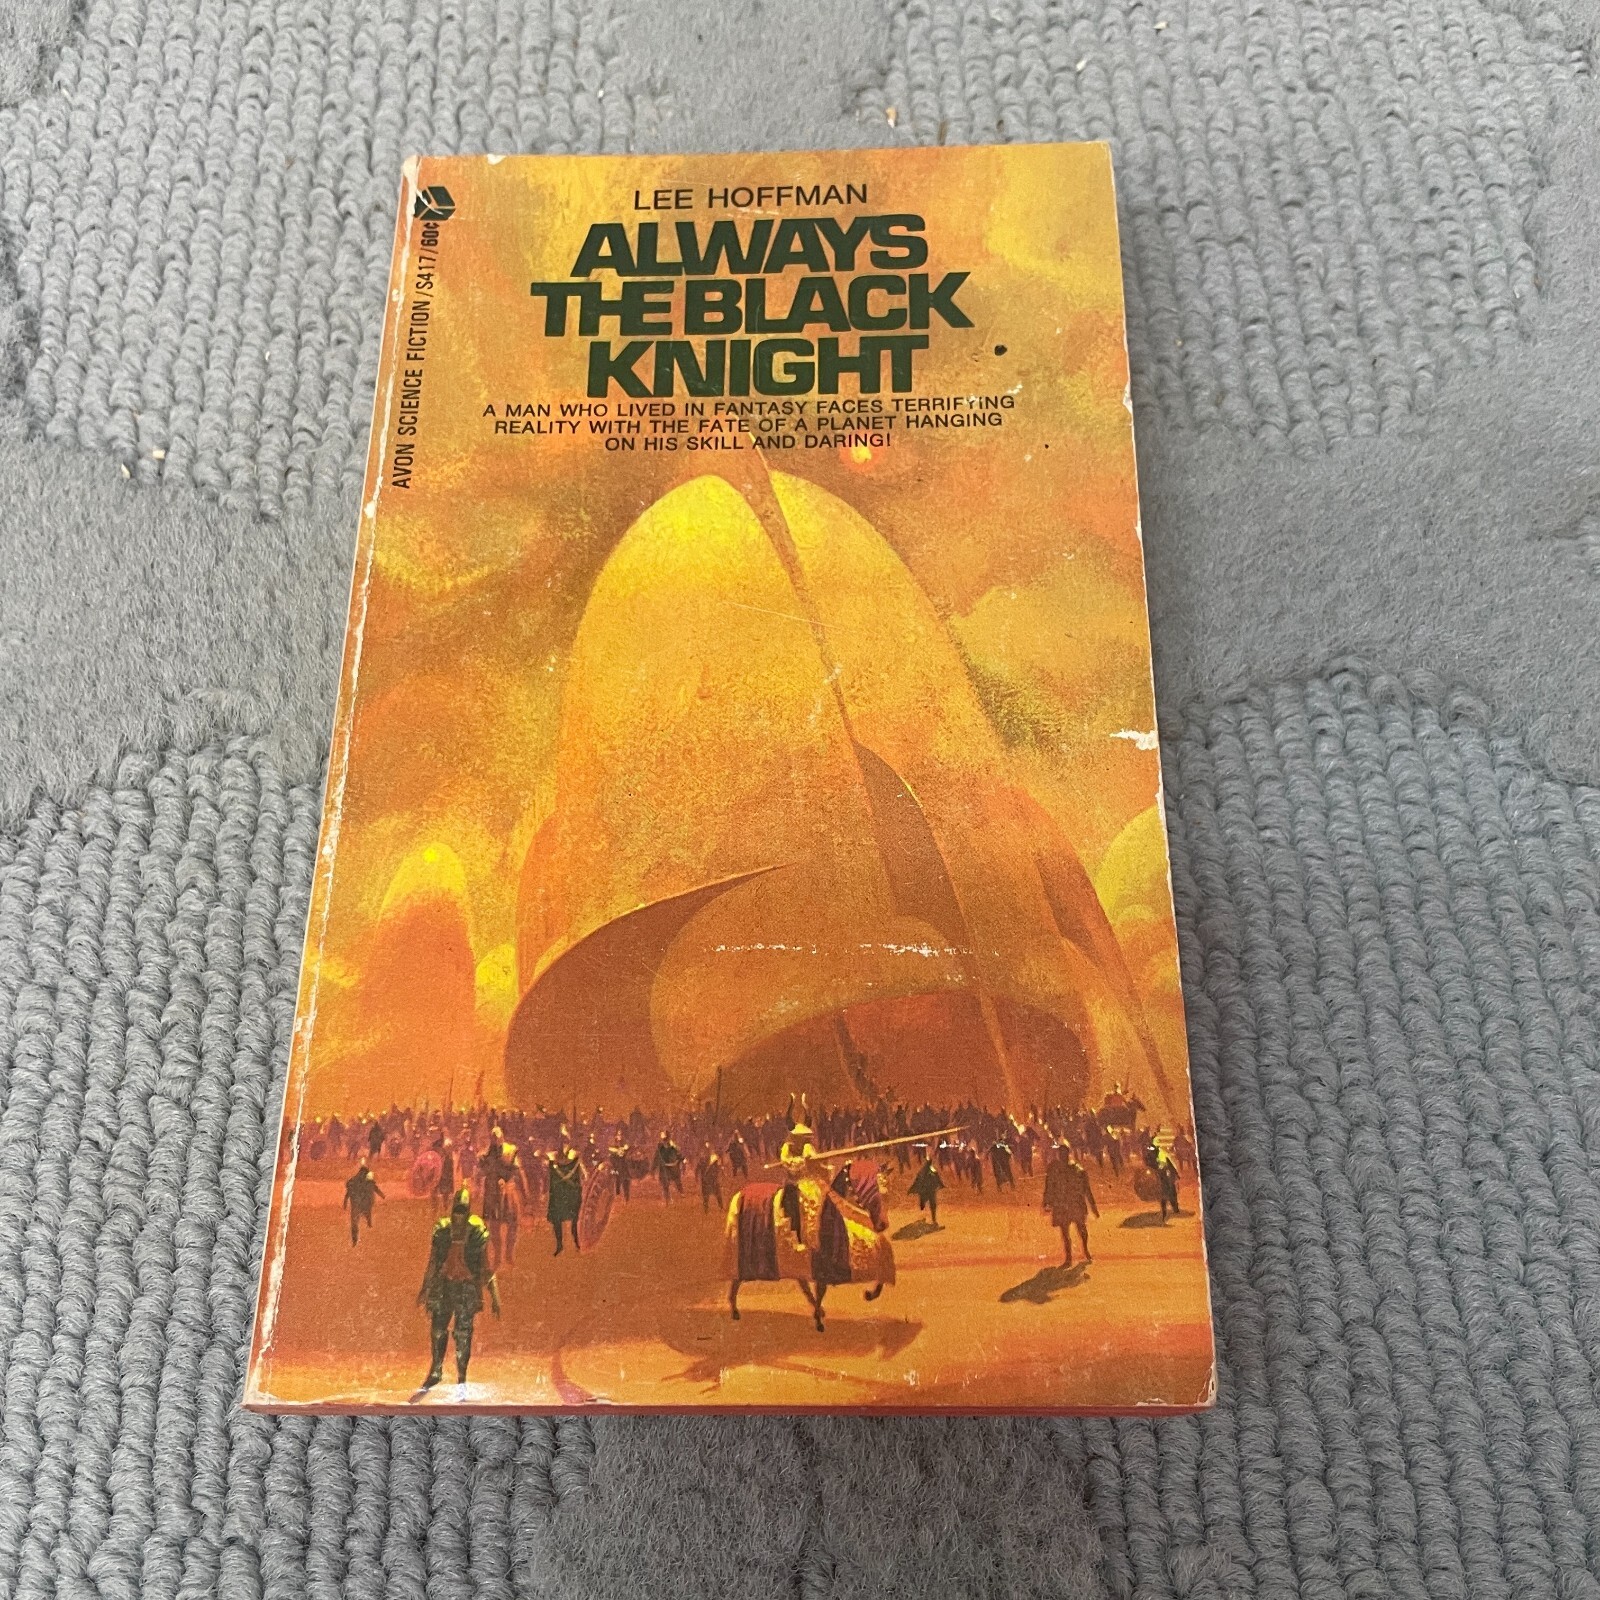 LEE HOFFMAN
ALWAYS
THE BLACK
KNIGHT
A MAN WHO LIVED IN FANTASY FACES TERRIFYING
REALITY WITH THE FATE OF A PLANET HANGING
ON HIS SKILL AND DARING!
AVON SCIENCE FICTION/S417/60¢